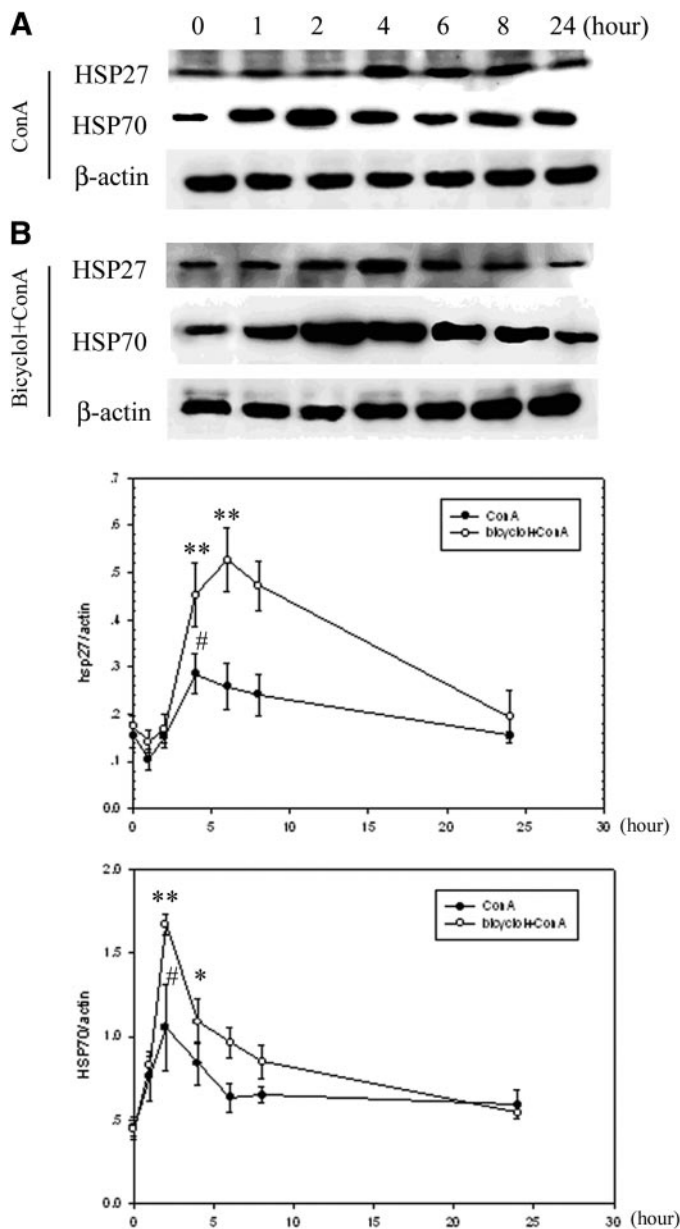 A 0 1 2 4 6 8 24 (hour)
ConA
HSP27
HSP70
β-actin
B
Bicyclol+ConA
HSP27
HSP70
β-actin
.7
.6
.5
.4
.3
.2
.1
0.0
hsp27/actin
** **
#
ConA
bicyclol+ConA
0 5 10 15 20 25 30 (hour)
2.0
1.5
1.0
.5
0.0
HSP70/actin
**
# *
ConA
bicyclol+ConA
0 5 10 15 20 25 30 (hour)